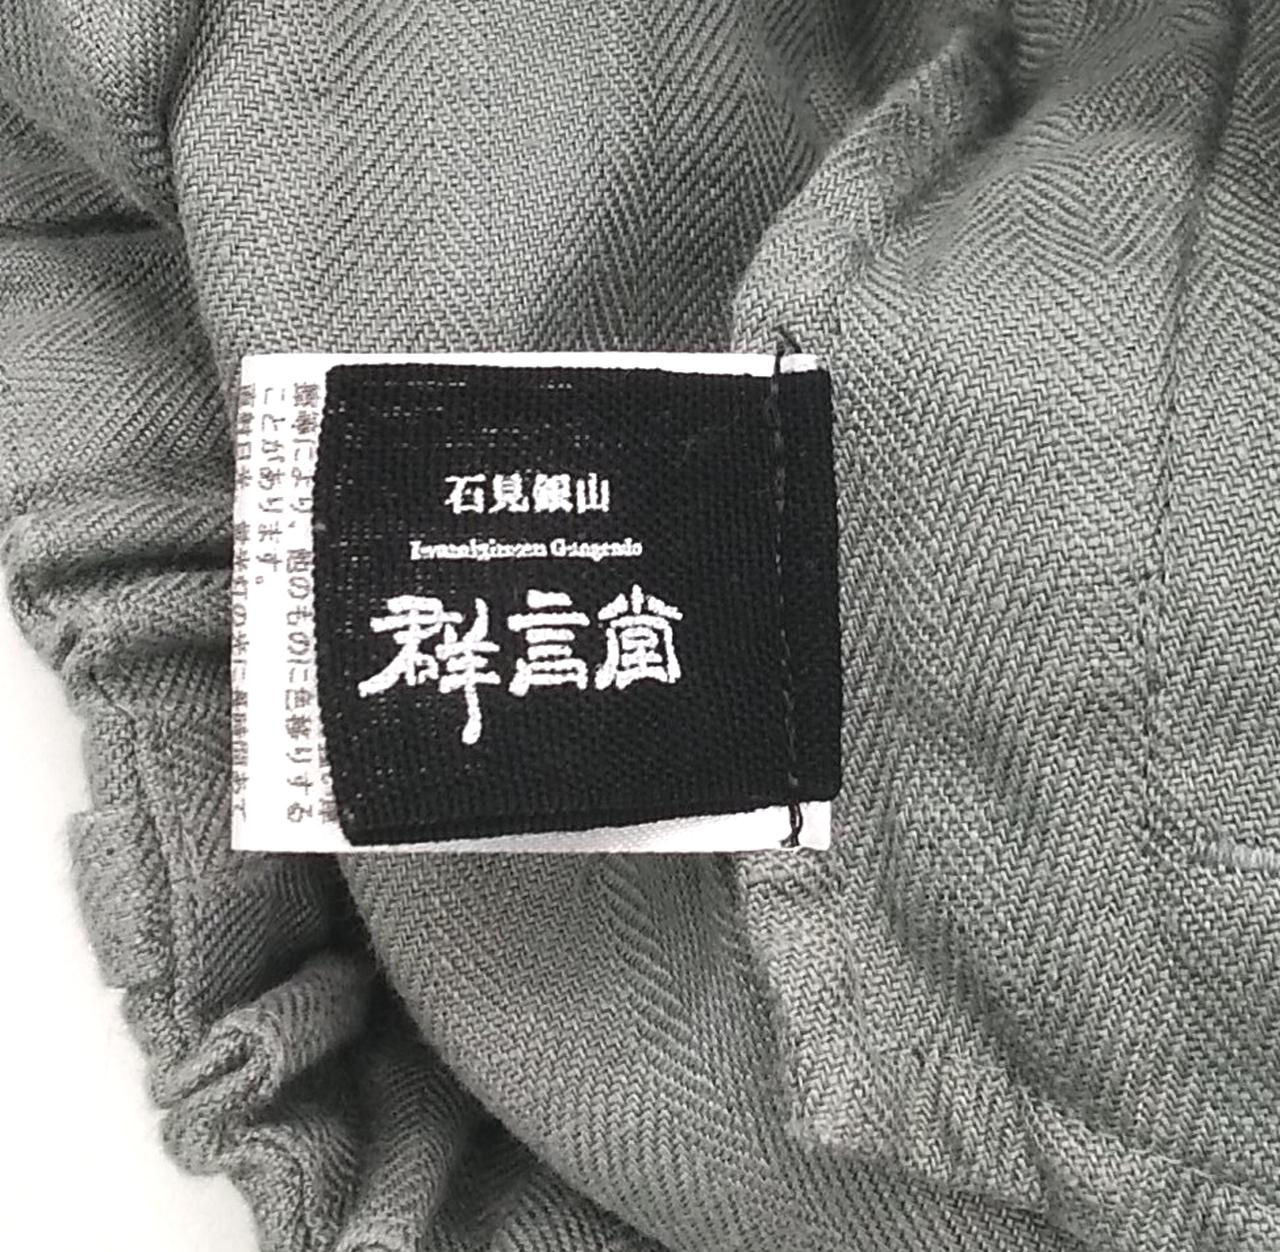 石見銀山
Iwamiginzan Gungendo
群言堂
摩擦により、他のものに色移りする
ことがあります。